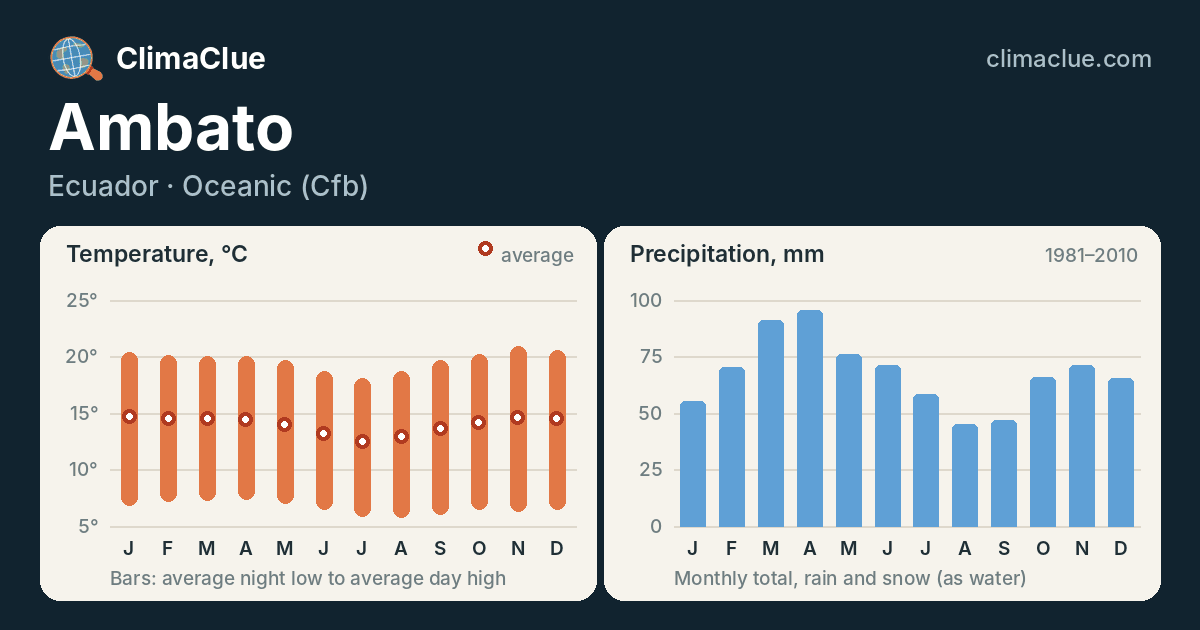 ClimaClue
climaclue.com
Ambato
Ecuador · Oceanic (Cfb)
Temperature, °C
average
25°
20°
15°
10°
5°
J F M A M J J A S O N D
Bars: average night low to average day high
Precipitation, mm
1981–2010
100
75
50
25
0
J F M A M J J A S O N D
Monthly total, rain and snow (as water)